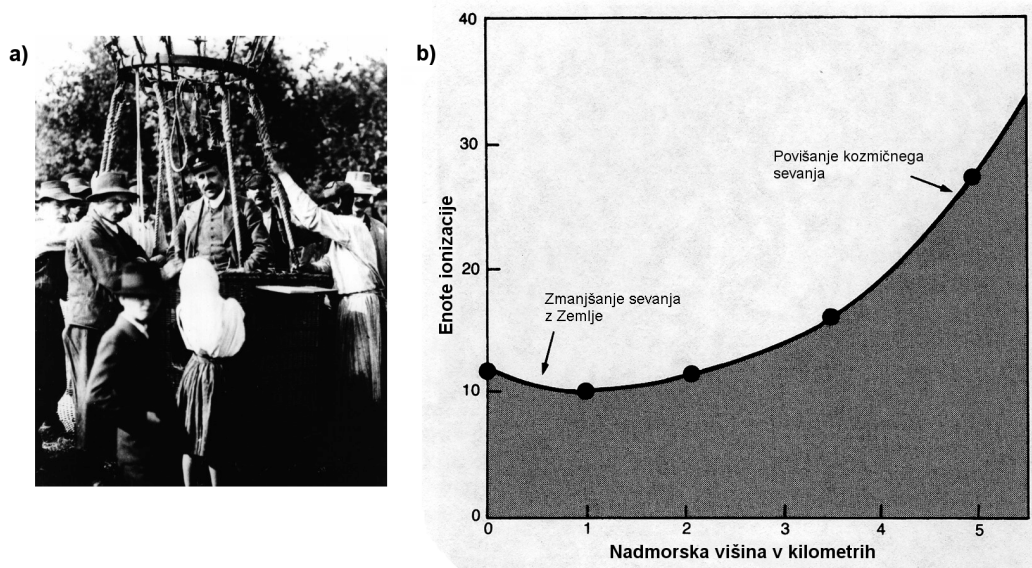 a)
b)
40
30
20
10
0
Enote ionizacije
Povišanje kozmičnega
sevanja
Zmanjšanje sevanja
z Zemlje
0 1 2 3 4 5
Nadmorska višina v kilometrih